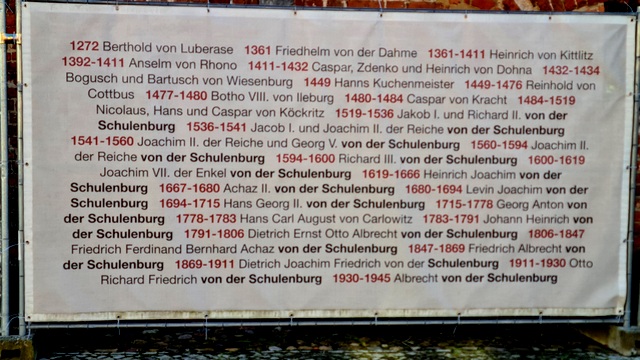 1272 Berthold von Luberase 1361 Friedhelm von der Dahme 1361-1411 Heinrich von Kittlitz
1392-1411 Anselm von Rhono 1411-1432 Caspar, Zdenko und Heinrich von Dohna 1432-1434
Bogusch und Bartusch von Wiesenburg 1449 Hanns Kuchenmeister 1449-1476 Reinhold von
Cottbus 1477-1480 Botho VIII. von Ileburg 1480-1484 Caspar von Kracht 1484-1519
Nicolaus, Hans und Caspar von Köckritz 1519-1536 Jakob I. und Richard II. von der
Schulenburg 1536-1541 Jacob I. und Joachim II. der Reiche von der Schulenburg
1541-1560 Joachim II. der Reiche und Georg V. von der Schulenburg 1560-1594 Joachim II.
der Reiche von der Schulenburg 1594-1600 Richard III. von der Schulenburg 1600-1619
Joachim VII. der Enkel von der Schulenburg 1619-1666 Heinrich Joachim von der
Schulenburg 1667-1680 Achaz II. von der Schulenburg 1680-1694 Levin Joachim von der
Schulenburg 1694-1715 Hans Georg II. von der Schulenburg 1715-1778 Georg Anton von
der Schulenburg 1778-1783 Hans Carl August von Carlowitz 1783-1791 Johann Heinrich von
der Schulenburg 1791-1806 Dietrich Ernst Otto Albrecht von der Schulenburg 1806-1847
Friedrich Ferdinand Bernhard Achaz von der Schulenburg 1847-1869 Friedrich Albrecht von
der Schulenburg 1869-1911 Dietrich Joachim Friedrich von der Schulenburg 1911-1930 Otto
Richard Friedrich von der Schulenburg 1930-1945 Albrecht von der Schulenburg